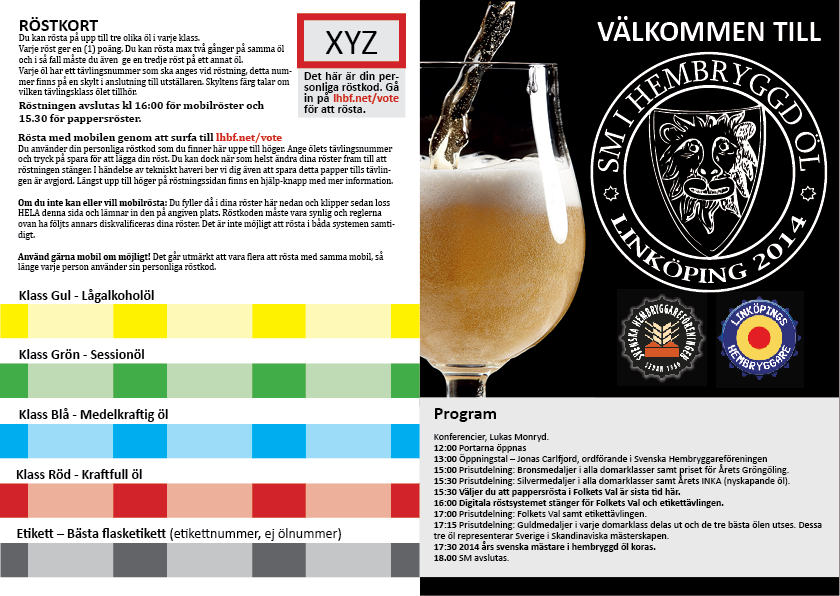 RÖSTKORT
Du kan rösta på upp till tre olika öl i varje klass.
Varje röst ger en (1) poäng. Du kan rösta max två gånger på samma öl
och i så fall måste du även ge en tredje röst på ett annat öl.
Varje öl har ett tävlingsnummer som ska anges vid röstning, detta num-
mer finns på en skylt i anslutning till utställaren. Skyltens färg talar om
vilken tävlingsklass ölet tillhör.
Röstningen avslutas kl 16:00 för mobilröster och
15.30 för pappersröster.
XYZ
Det här är din per-
sonliga röstkod. Gå
in på lhbf.net/vote
för att rösta.
Rösta med mobilen genom att surfa till lhbf.net/vote
Du använder din personliga röstkod som du finner här uppe till höger. Ange ölets tävlingsnummer
och tryck på spara för att lägga din röst. Du kan dock när som helst ändra dina röster fram till att
röstningen stänger. I händelse av tekniskt haveri ber vi dig även att spara detta papper tills tävlin-
gen är avgjord. Längst upp till höger på röstningssidan finns en hjälp-knapp med mer information.
Om du inte kan eller vill mobilrösta: Du fyller då i dina röster här nedan och klipper sedan loss
HELA denna sida och lämnar in den på angiven plats. Röstkoden måste vara synlig och reglerna
ovan ha följts annars diskvalificeras dina röster. Det är inte möjligt att rösta i båda systemen samti-
digt.
Använd gärna mobil om möjligt! Det går utmärkt att vara flera att rösta med samma mobil, så
länge varje person använder sin personliga röstkod.
Klass Gul - Lågalkoholöl
Klass Grön - Sessionöl
Klass Blå - Medelkraftig öl
Klass Röd - Kraftfull öl
Etikett – Bästa flasketikett (etikettnummer, ej ölnummer)
VÄLKOMMEN TILL
SM I HEMBRYGGD ÖL
LINKÖPING 2014
SVENSKA HEMBRYGGAREFÖRENINGEN
SEDAN 1986
LINKÖPINGS
HEMBRYGGARE
Program
Konferencier, Lukas Monryd.
12:00 Portarna öppnas
13:00 Öppningstal – Jonas Carlfjord, ordförande i Svenska Hembryggareföreningen
15:00 Prisutdelning: Bronsmedaljer i alla domarklasser samt priset för Årets Gröngöling.
15:30 Prisutdelning: Silvermedaljer i alla domarklasser samt Årets INKA (nyskapande öl).
15:30 Väljer du att pappersrösta i Folkets Val är sista tid här.
16:00 Digitala röstsystemet stänger för Folkets Val och etikettävlingen.
17:00 Prisutdelning: Folkets Val samt etikettävlingen.
17:15 Prisutdelning: Guldmedaljer i varje domarklass delas ut och de tre bästa ölen utses. Dessa
tre öl representerar Sverige i Skandinaviska mästerskapen.
17:30 2014 års svenska mästare i hembryggd öl koras.
18.00 SM avslutas.